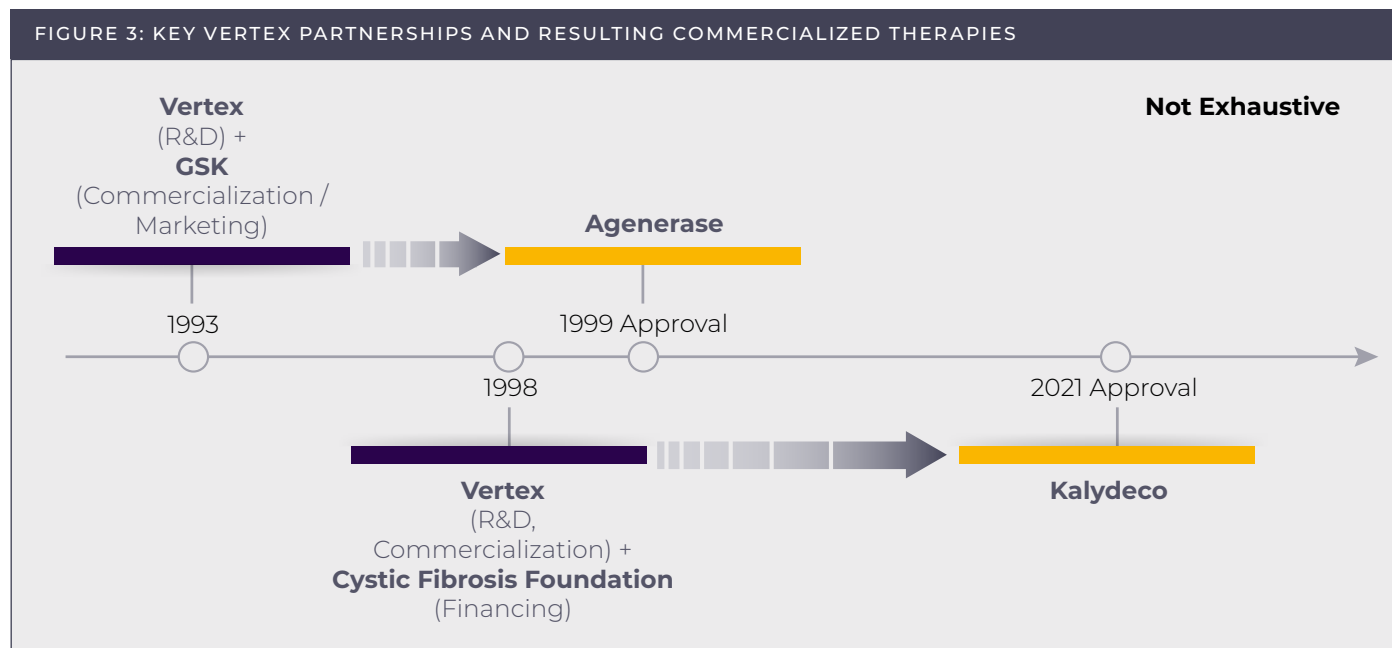 FIGURE 3: KEY VERTEX PARTNERSHIPS AND RESULTING COMMERCIALIZED THERAPIES
Not Exhaustive
Vertex
(R&D) +
GSK
(Commercialization /
Marketing)
Agenerase
1993
1999 Approval
1998
2021 Approval
Vertex
(R&D,
Commercialization) +
Cystic Fibrosis Foundation
(Financing)
Kalydeco